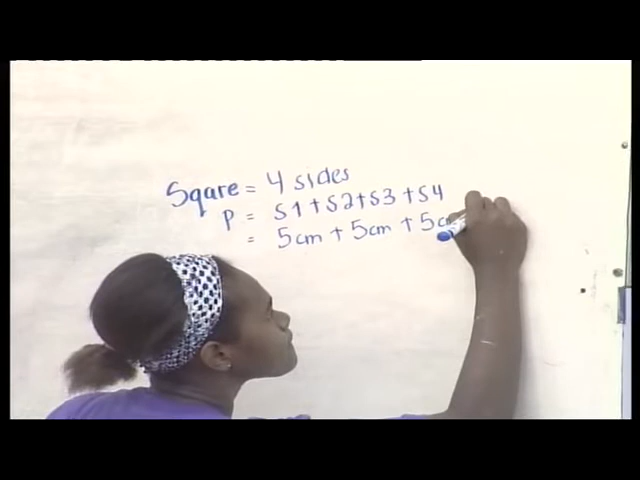 Sqare = 4 sides
P = S1 + S2 + S3 + S4
= 5cm + 5cm + 5c